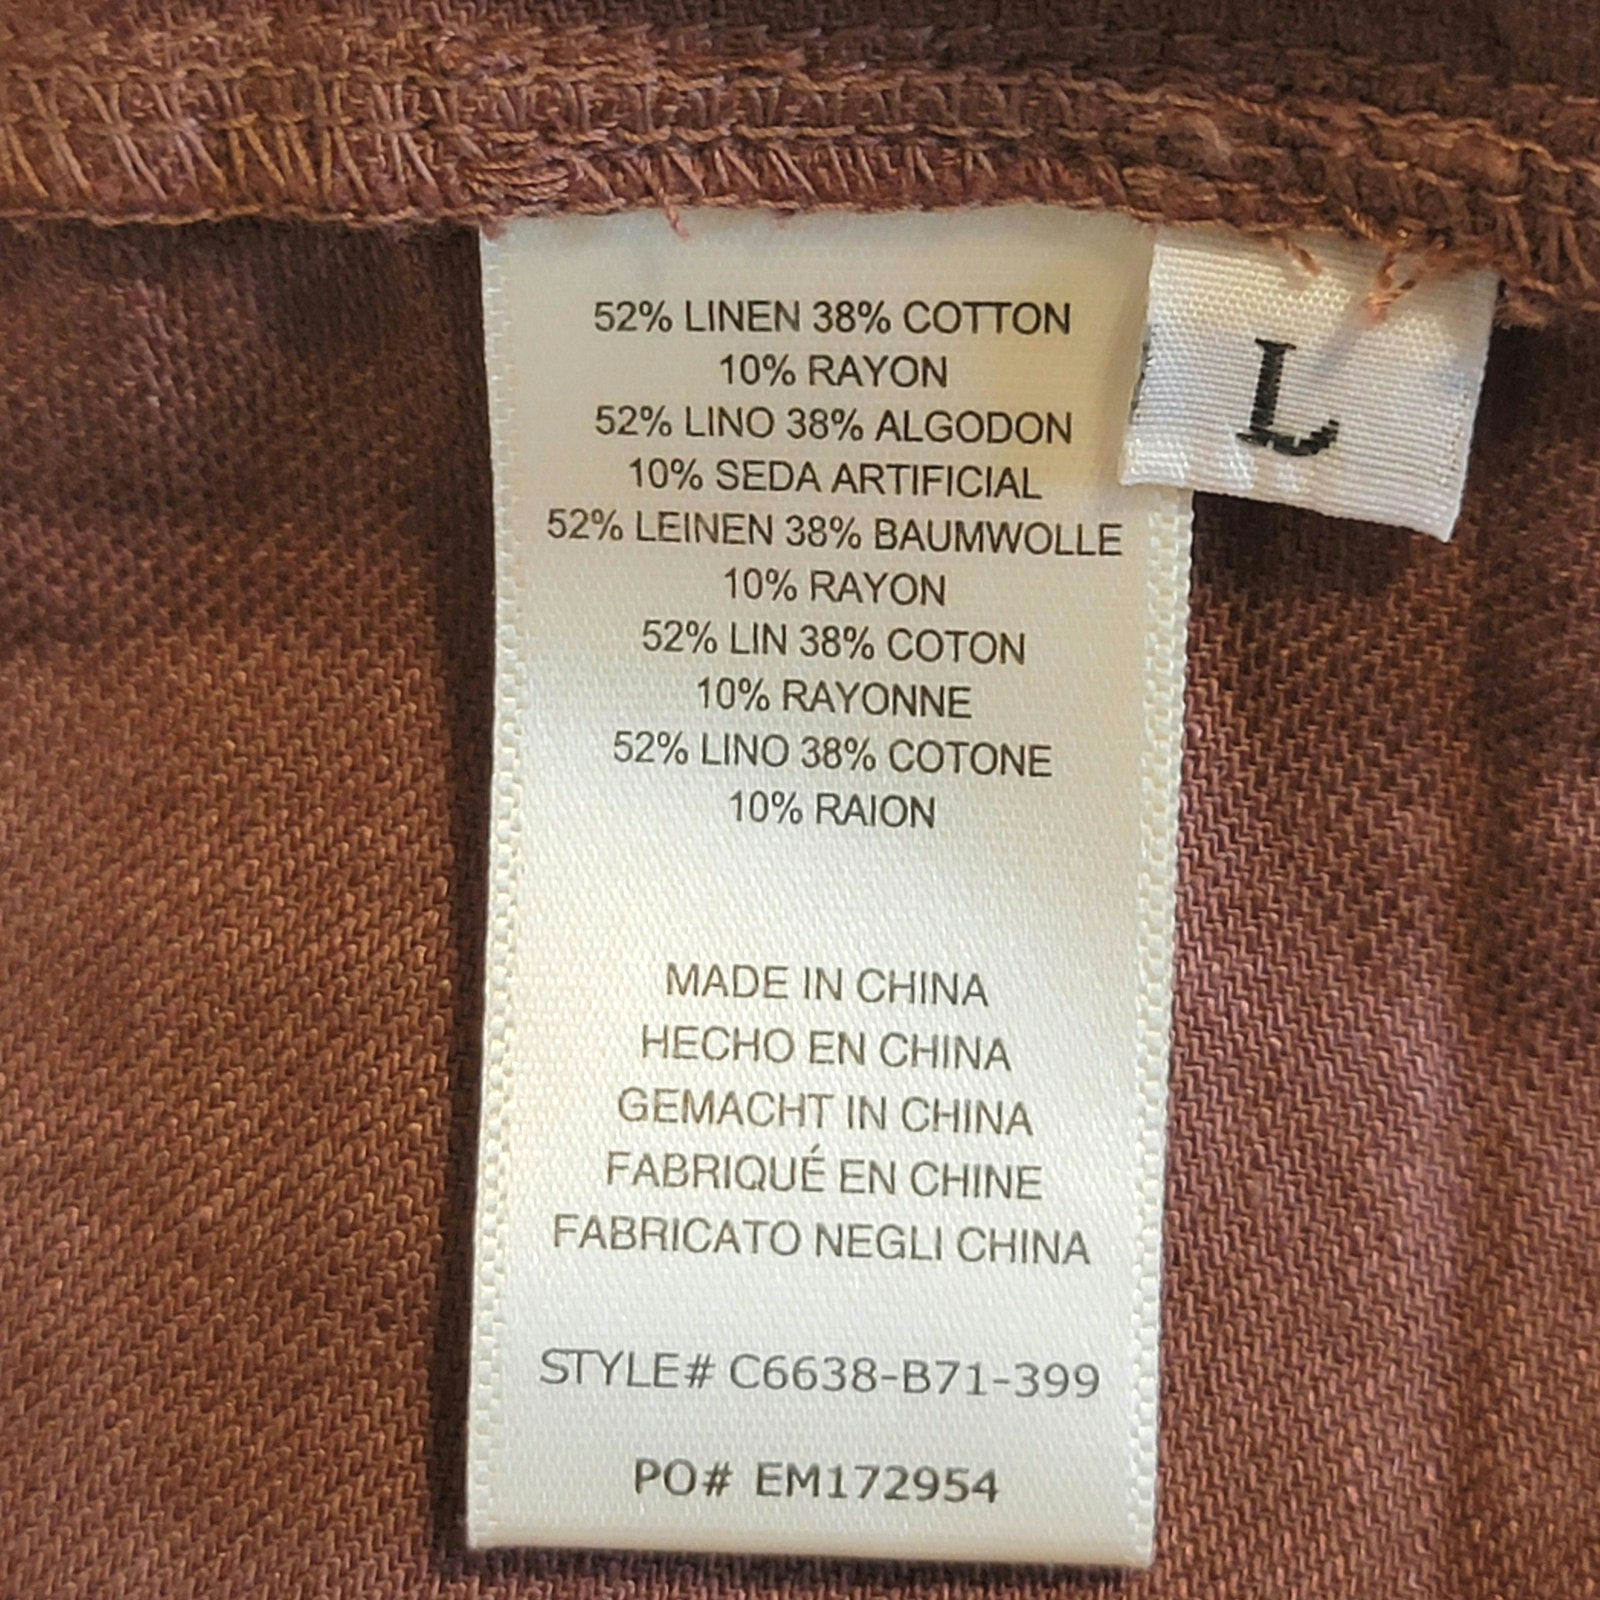 52% LINEN 38% COTTON
10% RAYON
52% LINO 38% ALGODON
10% SEDA ARTIFICIAL
52% LEINEN 38% BAUMWOLLE
10% RAYON
52% LIN 38% COTON
10% RAYONNE
52% LINO 38% COTONE
10% RAION
MADE IN CHINA
HECHO EN CHINA
GEMACHT IN CHINA
FABRIQUÉ EN CHINE
FABRICATO NEGLI CHINA
STYLE# C6638-B71-399
PO# EM172954
L